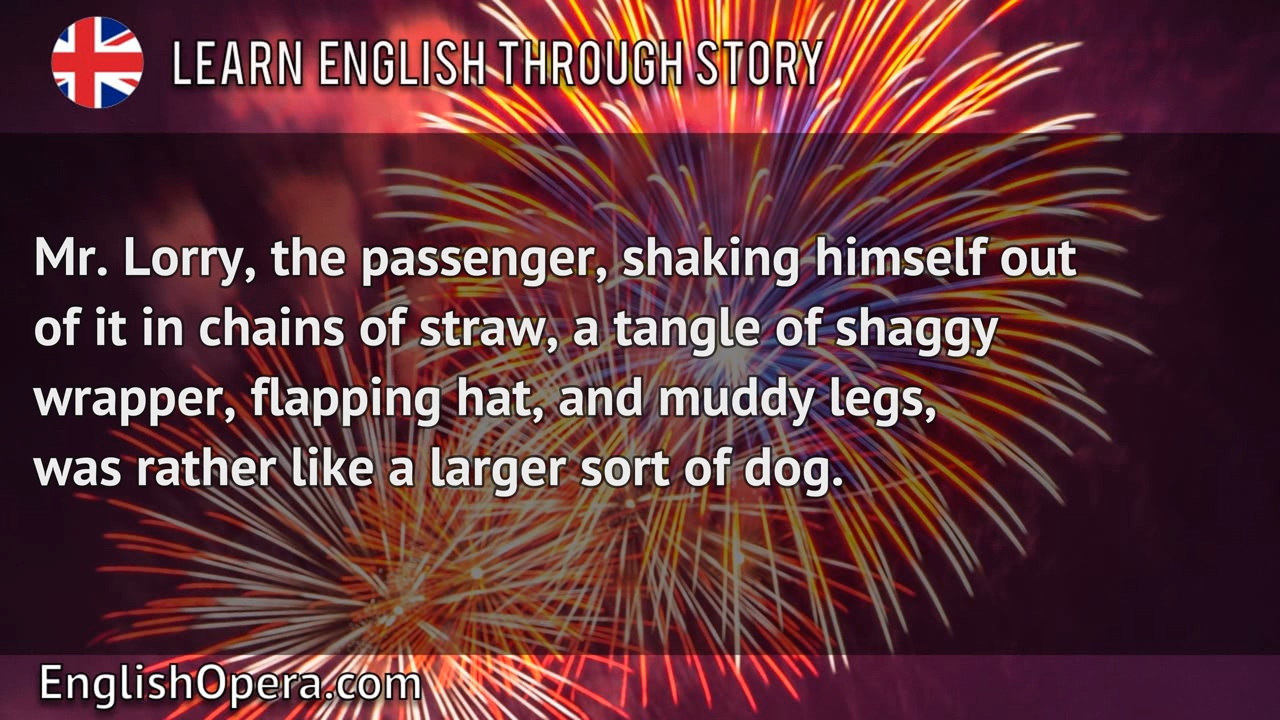 LEARN ENGLISH THROUGH STORY
Mr. Lorry, the passenger, shaking himself out
of it in chains of straw, a tangle of shaggy
wrapper, flapping hat, and muddy legs,
was rather like a larger sort of dog.
EnglishOpera.com